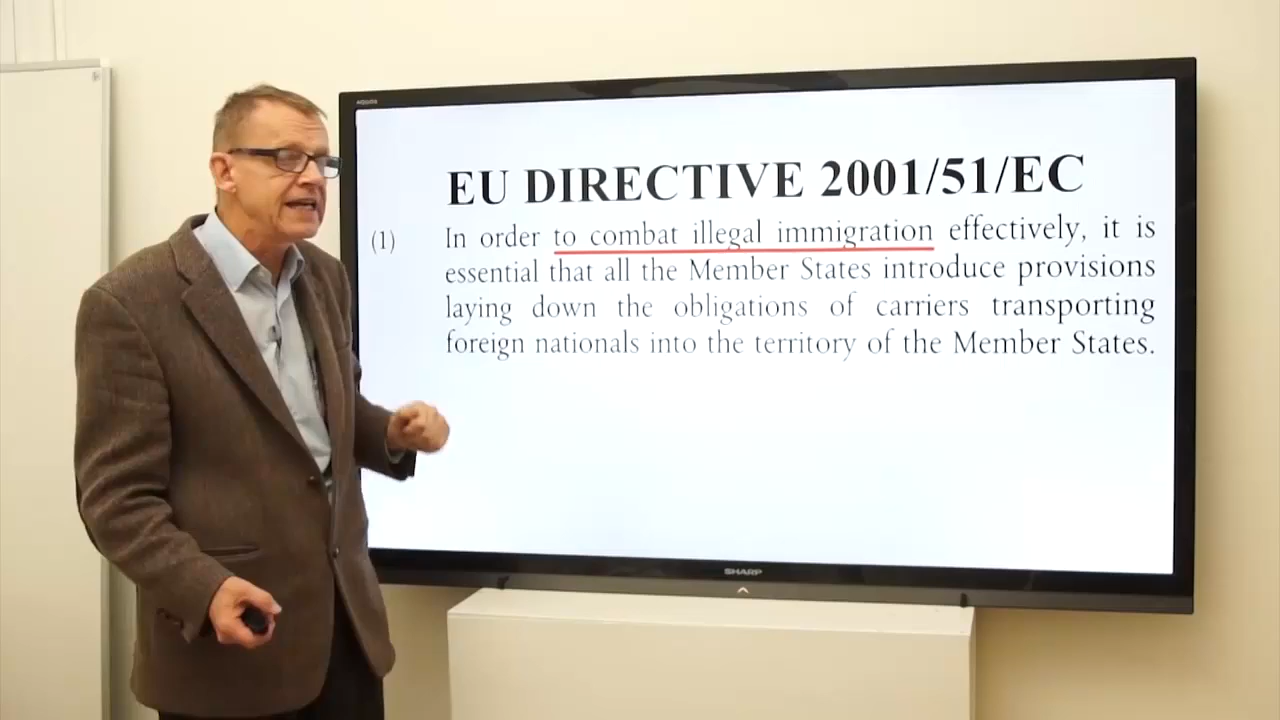 EU DIRECTIVE 2001/51/EC
(1) In order to combat illegal immigration effectively, it is
essential that all the Member States introduce provisions
laying down the obligations of carriers transporting
foreign nationals into the territory of the Member States.
SHARP